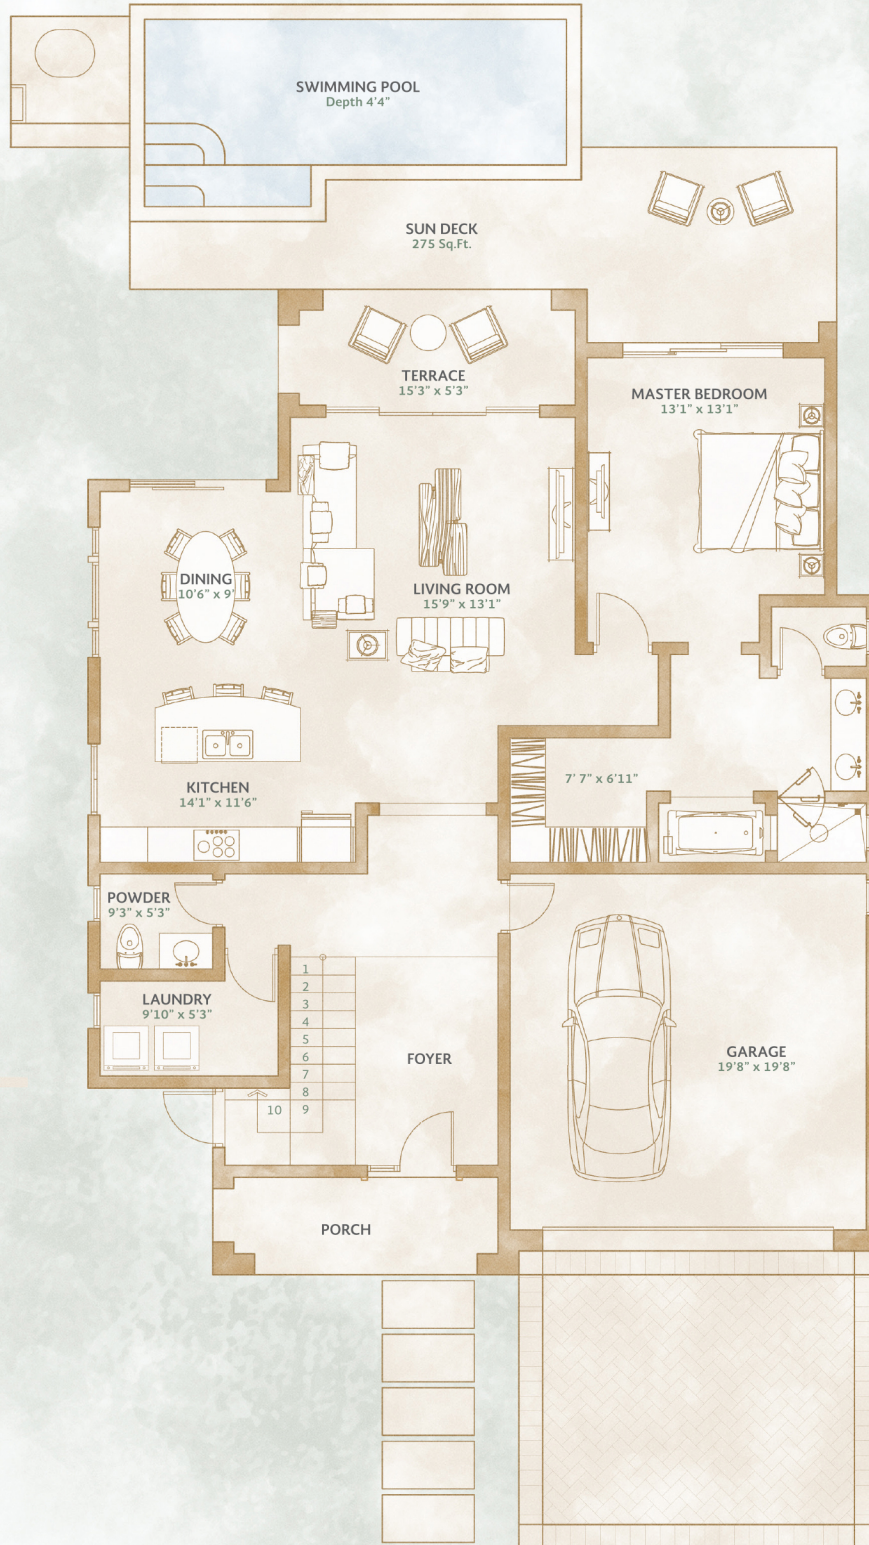 SWIMMING POOL
Depth 4'4"
SUN DECK
275 Sq.Ft.
TERRACE
15'3" x 5'3"
MASTER BEDROOM
13'1" x 13'1"
DINING
10'6" x 9'
LIVING ROOM
15'9" x 13'1"
KITCHEN
14'1" x 11'6"
7' 7" x 6'11"
POWDER
9'3" x 5'3"
LAUNDRY
9'10" x 5'3"
1
2
3
4
5
6
7
8
10 9
FOYER
GARAGE
19'8" x 19'8"
PORCH